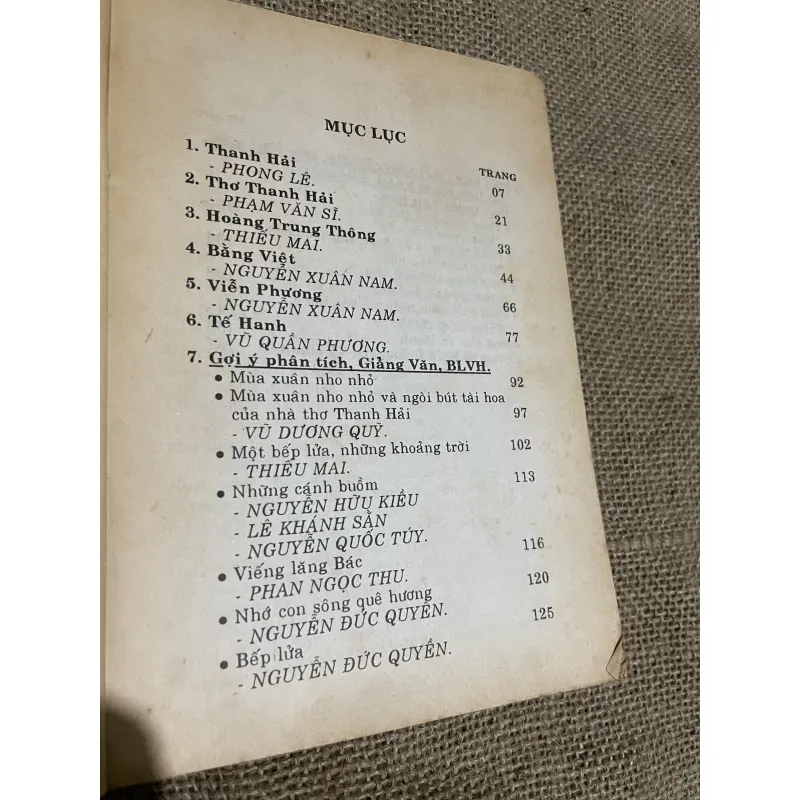 MỤC LỤC
TRANG
1. Thanh Hải
- PHONG LÊ. 07
2. Thơ Thanh Hải
- PHẠM VĂN SĨ. 21
3. Hoàng Trung Thông
- THIẾU MAI. 33
4. Bằng Việt
- NGUYỄN XUÂN NAM. 44
5. Viễn Phương
- NGUYỄN XUÂN NAM. 66
6. Tế Hanh
- VŨ QUẦN PHƯƠNG. 77
7. Gợi ý phân tích, Giảng Văn, BLVH.
• Mùa xuân nho nhỏ 92
• Mùa xuân nho nhỏ và ngòi bút tài hoa
của nhà thơ Thanh Hải 97
- VŨ DƯƠNG QUỸ.
• Một bếp lửa, những khoảng trời 102
- THIẾU MAI.
• Những cánh buồm 113
- NGUYỄN HỮU KIỀU
- LÊ KHÁNH SẰN
- NGUYỄN QUỐC TÚY.
• Viếng lăng Bác 116
- PHAN NGỌC THU.
• Nhớ con sông quê hương 120
- NGUYỄN ĐỨC QUYỀN.
• Bếp lửa 125
- NGUYỄN ĐỨC QUYỀN.